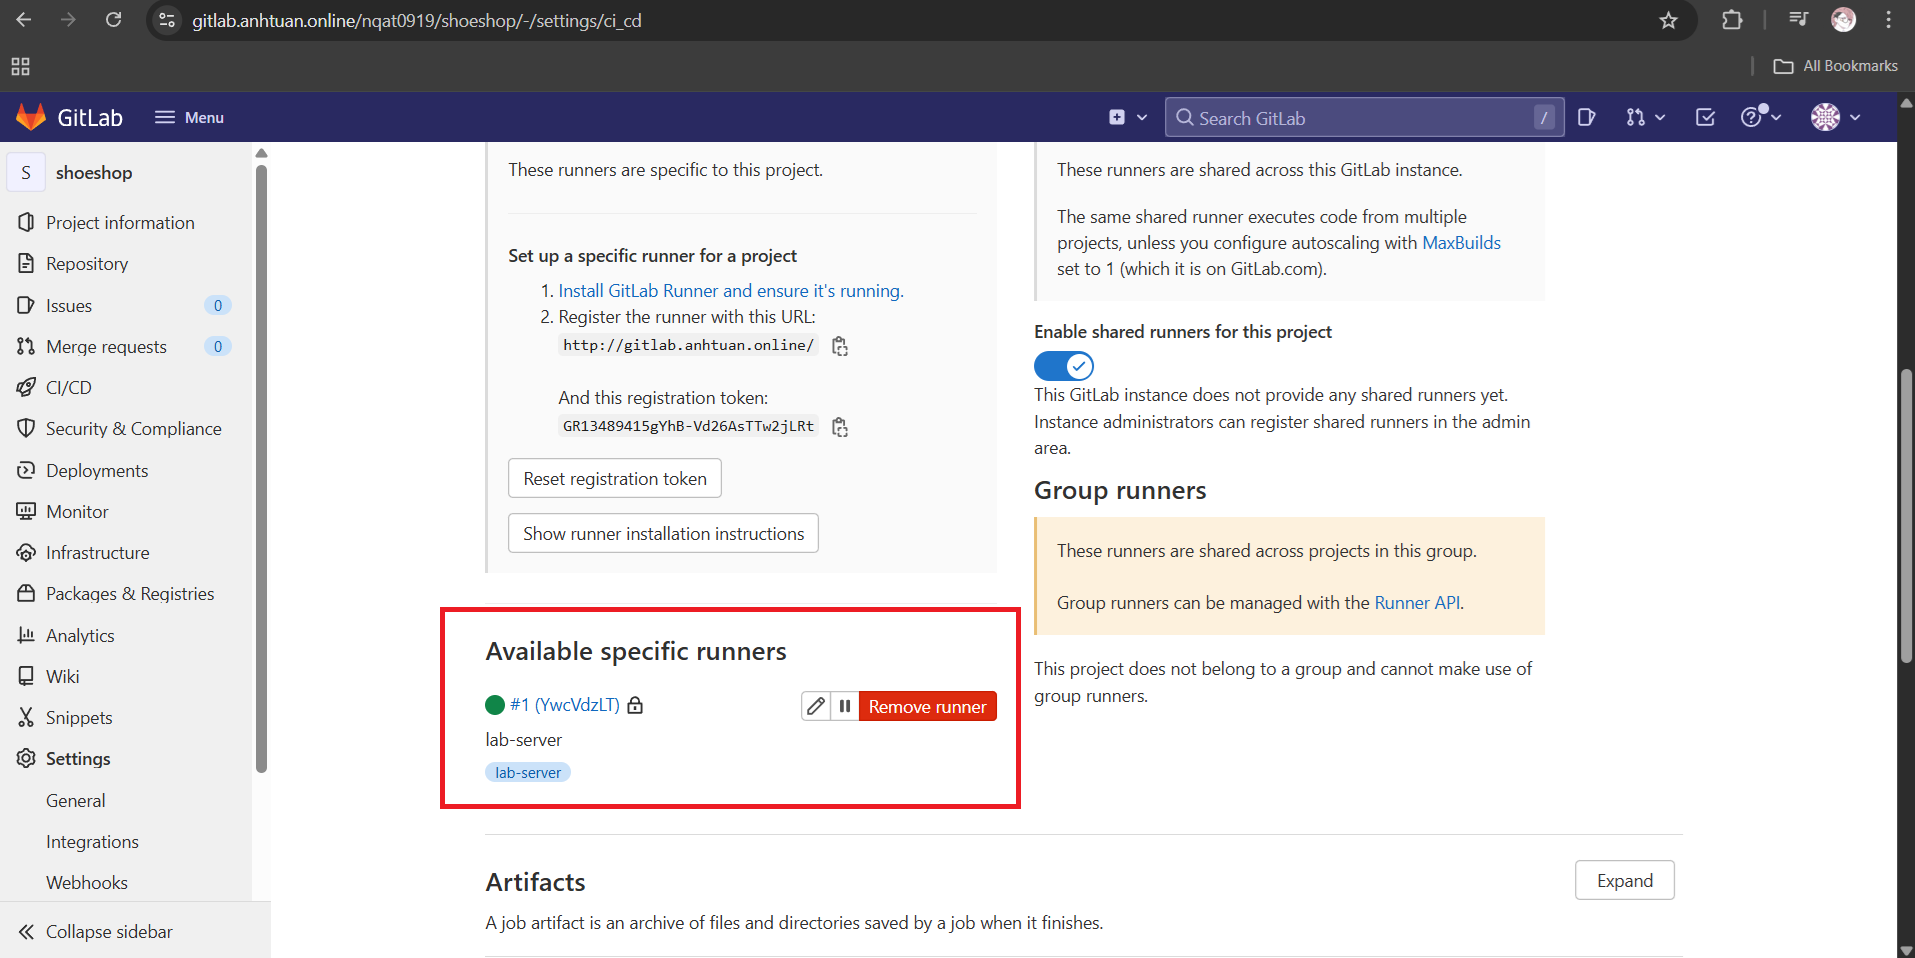 gitlab.anhtuan.online/nqat0919/shoeshop/-/settings/ci_cd
All Bookmarks
GitLab
Menu
Search GitLab
/
S
shoeshop
Project information
Repository
Issues
0
Merge requests
0
CI/CD
Security & Compliance
Deployments
Monitor
Infrastructure
Packages & Registries
Analytics
Wiki
Snippets
Settings
General
Integrations
Webhooks
Collapse sidebar
These runners are specific to this project.
Set up a specific runner for a project
1. Install GitLab Runner and ensure it's running.
2. Register the runner with this URL:
http://gitlab.anhtuan.online/
And this registration token:
GR13489415gYhB-Vd26AsTTw2jLRt
Reset registration token
Show runner installation instructions
Available specific runners
#1 (YwcVdzLT)
Remove runner
lab-server
lab-server
These runners are shared across this GitLab instance.
The same shared runner executes code from multiple
projects, unless you configure autoscaling with MaxBuilds
set to 1 (which it is on GitLab.com).
Enable shared runners for this project
This GitLab instance does not provide any shared runners yet.
Instance administrators can register shared runners in the admin
area.
Group runners
These runners are shared across projects in this group.
Group runners can be managed with the Runner API.
This project does not belong to a group and cannot make use of
group runners.
Artifacts
Expand
A job artifact is an archive of files and directories saved by a job when it finishes.